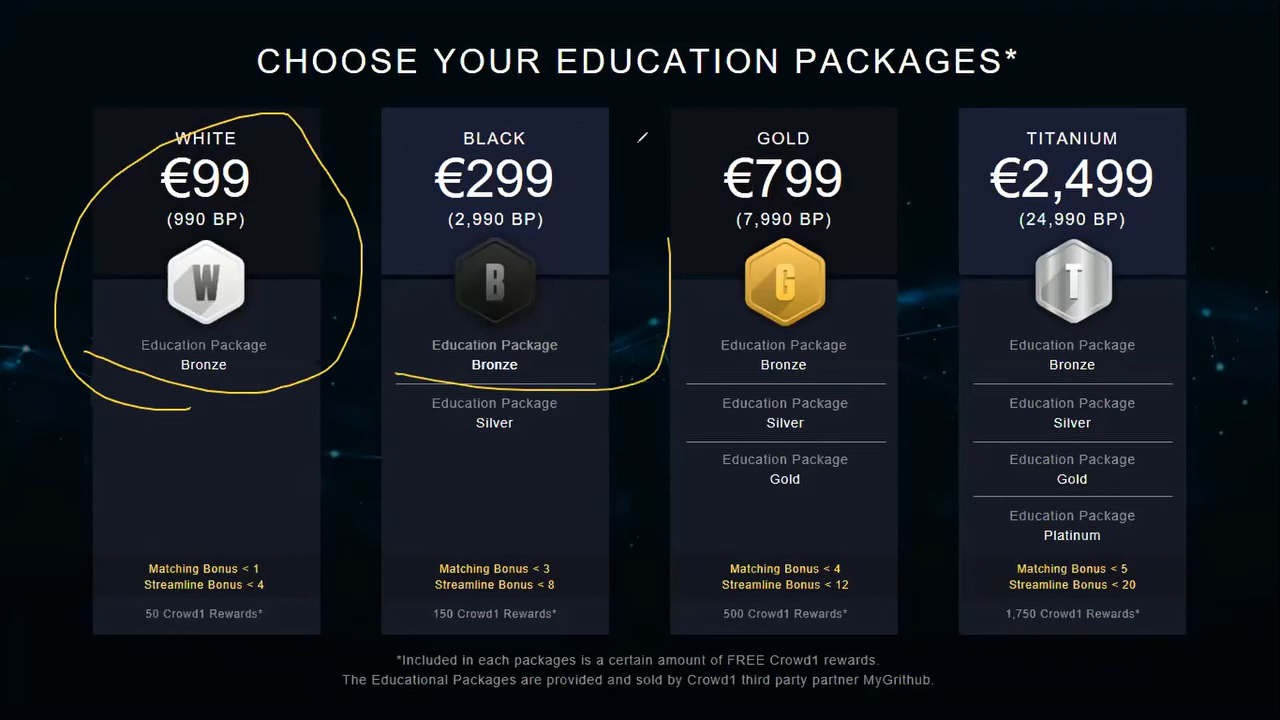 CHOOSE YOUR EDUCATION PACKAGES*
WHITE
€99
(990 BP)
W
Education Package
Bronze
Matching Bonus < 1
Streamline Bonus < 4
50 Crowd1 Rewards*
BLACK
€299
(2,990 BP)
B
Education Package
Bronze
Education Package
Silver
Matching Bonus < 3
Streamline Bonus < 8
150 Crowd1 Rewards*
GOLD
€799
(7,990 BP)
G
Education Package
Bronze
Education Package
Silver
Education Package
Gold
Matching Bonus < 4
Streamline Bonus < 12
500 Crowd1 Rewards*
TITANIUM
€2,499
(24,990 BP)
T
Education Package
Bronze
Education Package
Silver
Education Package
Gold
Education Package
Platinum
Matching Bonus < 5
Streamline Bonus < 20
1,750 Crowd1 Rewards*
*Included in each packages is a certain amount of FREE Crowd1 rewards.
The Educational Packages are provided and sold by Crowd1 third party partner MyGrithub.